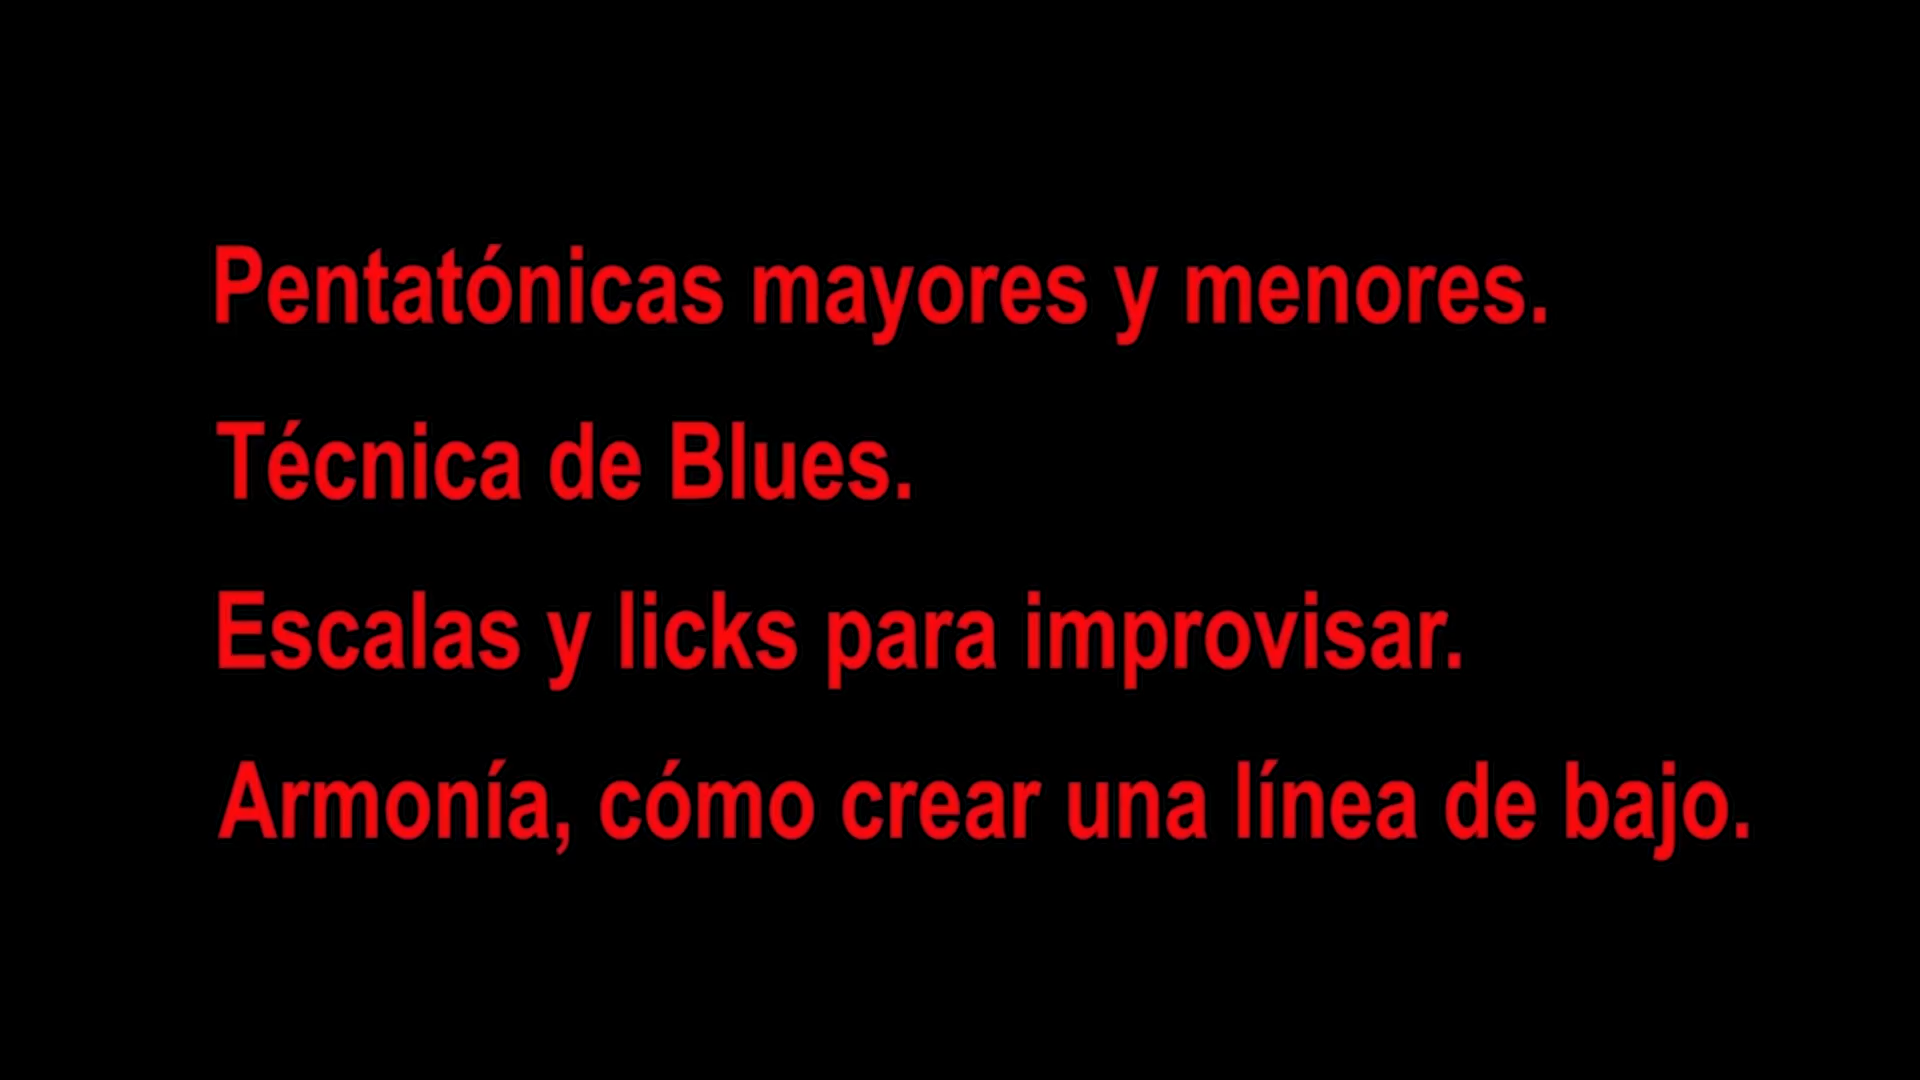 Pentatónicas mayores y menores.
Técnica de Blues.
Escalas y licks para improvisar.
Armonía, cómo crear una línea de bajo.